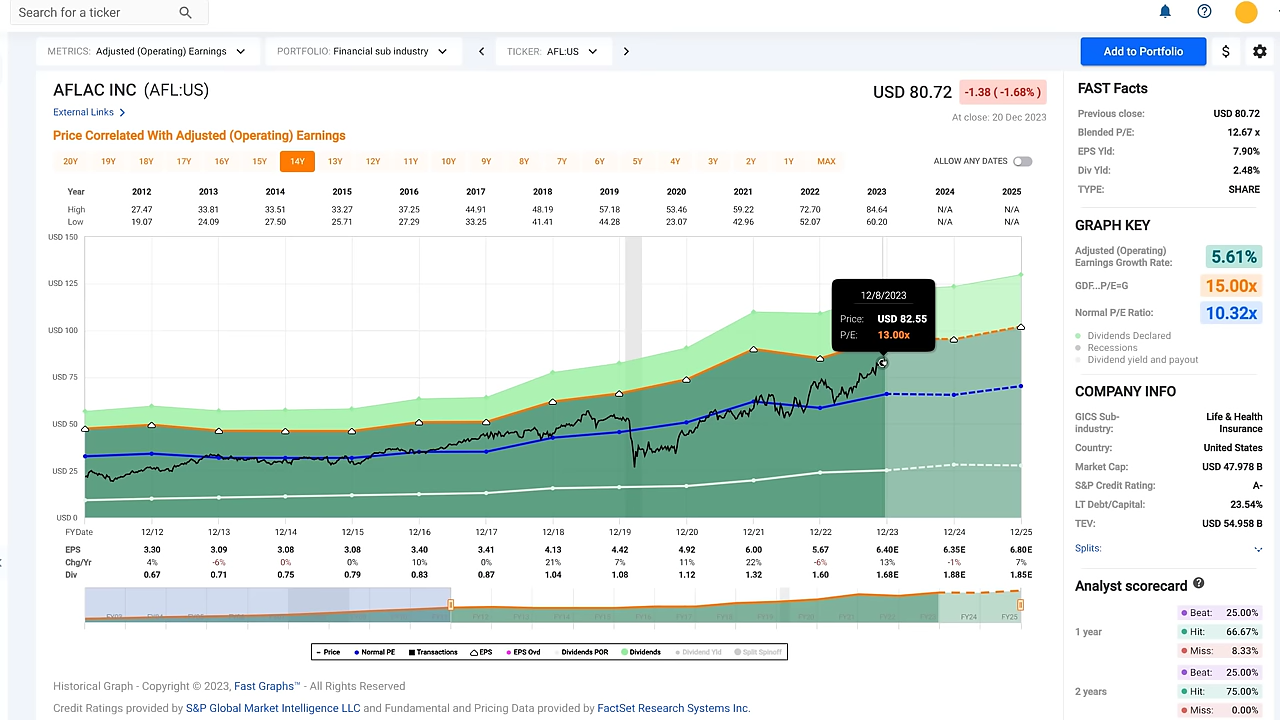 Search for a ticker
METRICS: Adjusted (Operating) Earnings PORTFOLIO: Financial sub industry TICKER: AFL:US Add to Portfolio $
AFLAC INC (AFL:US) USD 80.72 -1.38 ( -1.68% )
External Links At close: 20 Dec 2023
Price Correlated With Adjusted (Operating) Earnings
20Y 19Y 18Y 17Y 16Y 15Y 14Y 13Y 12Y 11Y 10Y 9Y 8Y 7Y 6Y 5Y 4Y 3Y 2Y 1Y MAX ALLOW ANY DATES
Year 2012 2013 2014 2015 2016 2017 2018 2019 2020 2021 2022 2023 2024 2025
High 27.47 33.81 33.51 33.27 37.25 44.91 48.19 57.18 53.46 59.22 72.70 84.64 N/A N/A
Low 19.07 24.09 27.50 25.71 27.29 33.25 41.41 44.28 23.07 42.96 52.07 60.20 N/A N/A
USD 150
USD 125
USD 100
USD 75
USD 50
USD 25
USD 0
12/8/2023
Price: USD 82.55
P/E: 13.00x
FYDate 12/12 12/13 12/14 12/15 12/16 12/17 12/18 12/19 12/20 12/21 12/22 12/23 12/24 12/25
EPS 3.30 3.09 3.08 3.08 3.40 3.41 4.13 4.42 4.92 6.00 5.67 6.40E 6.35E 6.80E
Chg/Yr 4% -6% 0% 0% 10% 0% 21% 7% 11% 22% -6% 13% -1% 7%
Div 0.67 0.71 0.75 0.79 0.83 0.87 1.04 1.08 1.12 1.32 1.60 1.68E 1.88E 1.85E
FY24 FY25
Price Normal PE Transactions EPS EPS Ovrd Dividends POR Dividends Dividend Yld Split Spinoff
Historical Graph - Copyright © 2023, Fast Graphs™ - All Rights Reserved
Credit Ratings provided by S&P Global Market Intelligence LLC and Fundamental and Pricing Data provided by FactSet Research Systems Inc.
FAST Facts
Previous close: USD 80.72
Blended P/E: 12.67 x
EPS Yld: 7.90%
Div Yld: 2.48%
TYPE: SHARE
GRAPH KEY
Adjusted (Operating)
Earnings Growth Rate: 5.61%
GDF...P/E=G 15.00x
Normal P/E Ratio: 10.32x
Dividends Declared
Recessions
Dividend yield and payout
COMPANY INFO
GICS Sub- Life & Health
industry: Insurance
Country: United States
Market Cap: USD 47.978 B
S&P Credit Rating: A-
LT Debt/Capital: 23.54%
TEV: USD 54.958 B
Splits:
Analyst scorecard
Beat: 25.00%
1 year Hit: 66.67%
Miss: 8.33%
Beat: 25.00%
2 years Hit: 75.00%
Miss: 0.00%